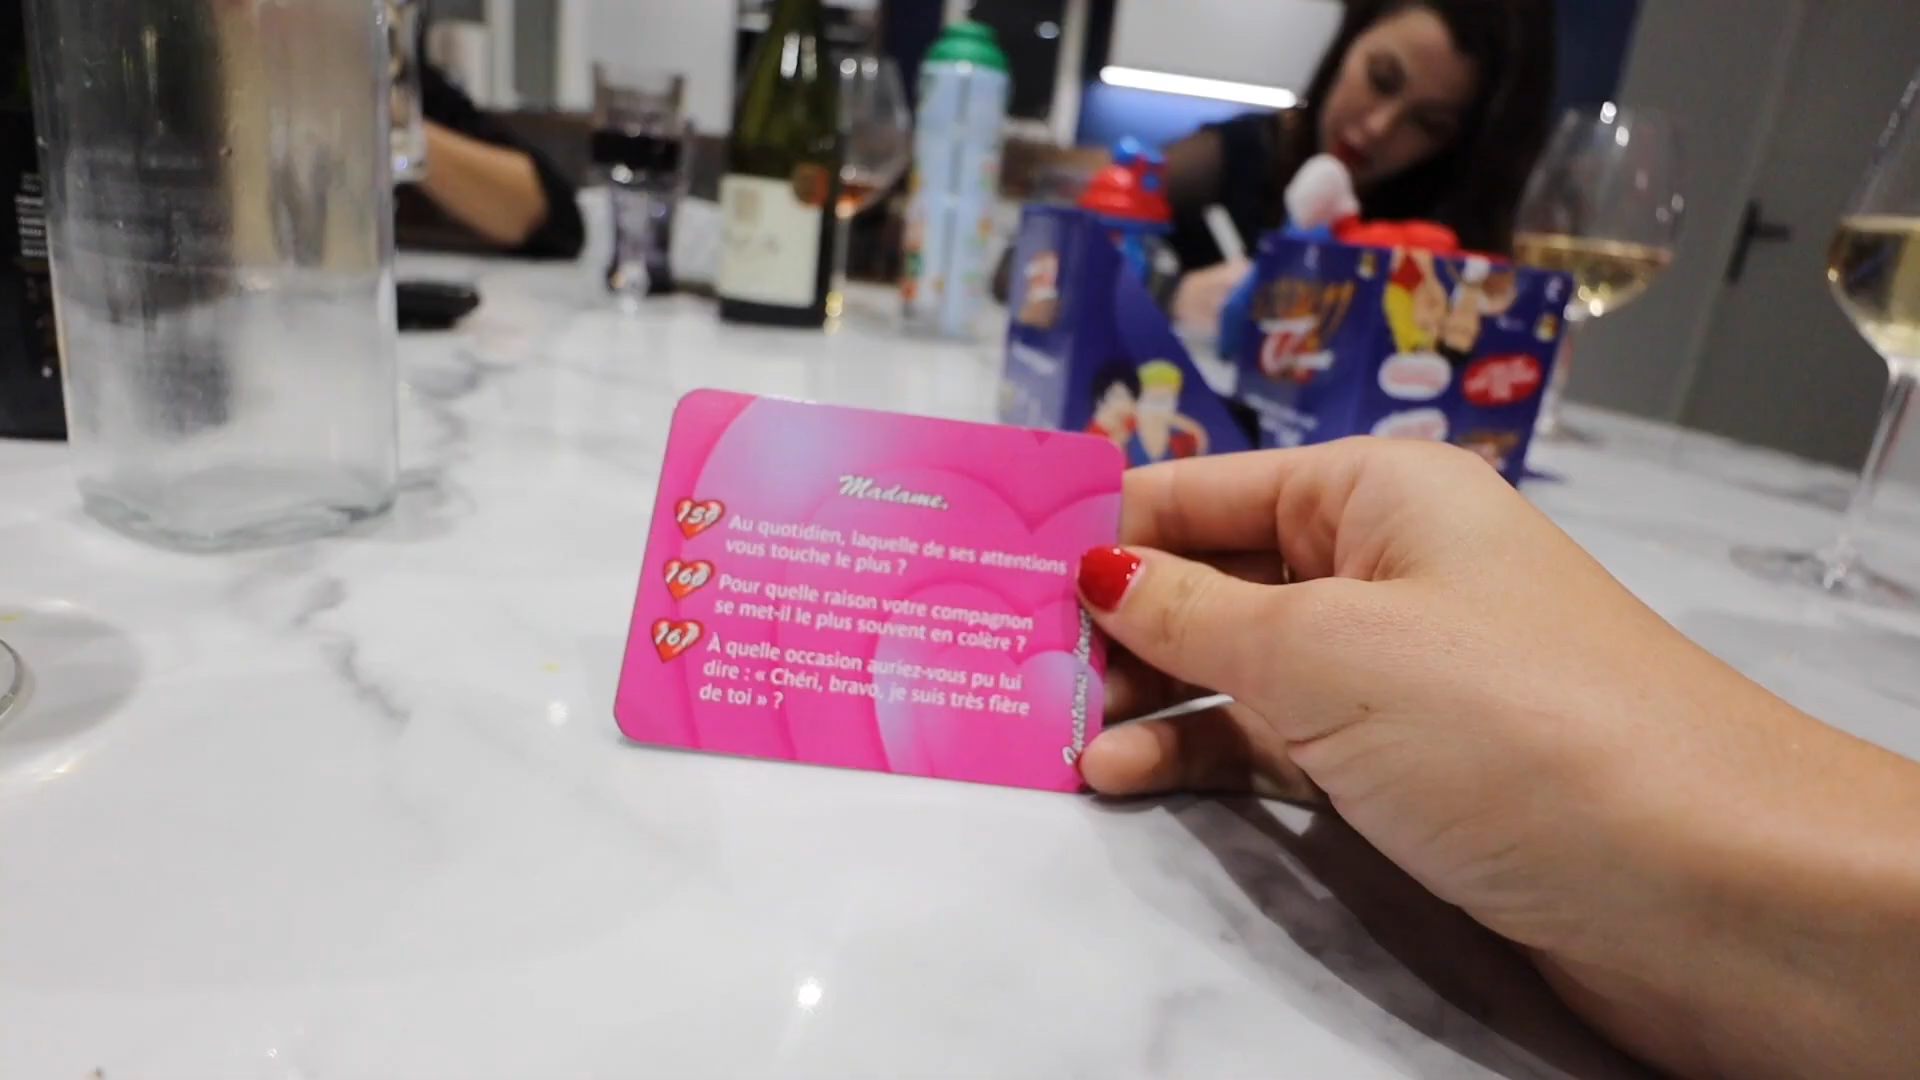 Madame,
159 Au quotidien, laquelle de ses attentions
vous touche le plus ?
160 Pour quelle raison votre compagnon
se met-il le plus souvent en colère ?
161 À quelle occasion auriez-vous pu lui
dire : « Chéri, bravo, je suis très fière
de toi » ?
Questions